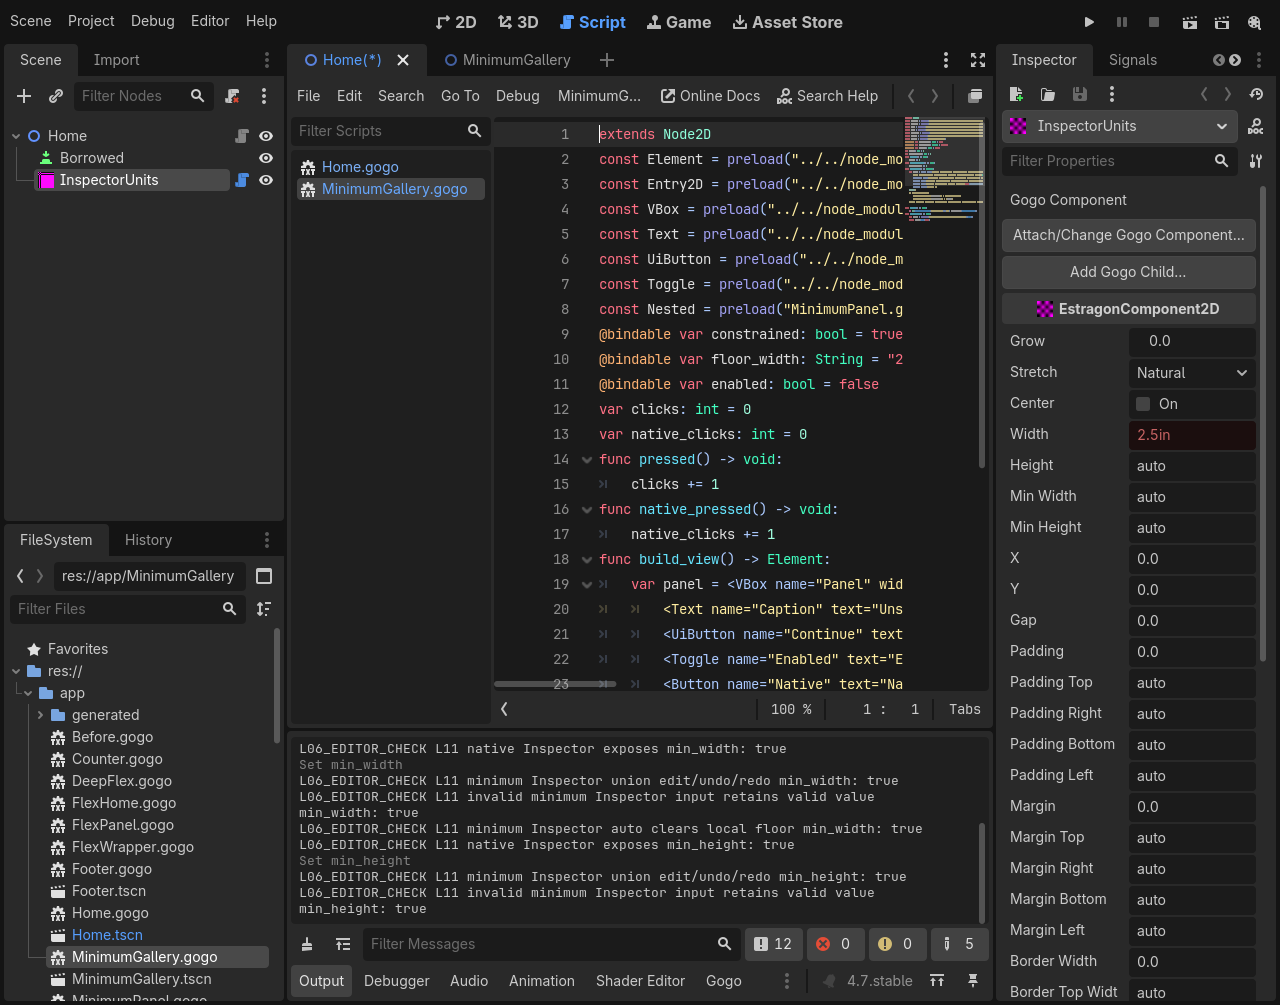 Scene Project Debug Editor Help
2D 3D Script Game Asset Store
Scene Import
Filter Nodes
Home
Borrowed
InspectorUnits
FileSystem History
res://app/MinimumGallery
Filter Files
Favorites
res://
app
generated
Before.gogo
Counter.gogo
DeepFlex.gogo
FlexHome.gogo
FlexPanel.gogo
FlexWrapper.gogo
Footer.gogo
Footer.tscn
Home.gogo
Home.tscn
MinimumGallery.gogo
MinimumGallery.tscn
MinimumPanel.gogo
Home(*) MinimumGallery
File Edit Search Go To Debug MinimumG... Online Docs Search Help
Filter Scripts
Home.gogo
MinimumGallery.gogo
1 extends Node2D
2 const Element = preload("../../node_mo
3 const Entry2D = preload("../../node_mo
4 const VBox = preload("../../node_modul
5 const Text = preload("../../node_modul
6 const UiButton = preload("../../node_m
7 const Toggle = preload("../../node_mod
8 const Nested = preload("MinimumPanel.g
9 @bindable var constrained: bool = true
10 @bindable var floor_width: String = "2
11 @bindable var enabled: bool = false
12 var clicks: int = 0
13 var native_clicks: int = 0
14 func pressed() -> void:
15 clicks += 1
16 func native_pressed() -> void:
17 native_clicks += 1
18 func build_view() -> Element:
19 var panel = <VBox name="Panel" wid
20 <Text name="Caption" text="Uns
21 <UiButton name="Continue" text
22 <Toggle name="Enabled" text="E
23 <Button name="Native" text="Na
100 % 1 : 1 Tabs
L06_EDITOR_CHECK L11 native Inspector exposes min_width: true
Set min_width
L06_EDITOR_CHECK L11 minimum Inspector union edit/undo/redo min_width: true
L06_EDITOR_CHECK L11 invalid minimum Inspector input retains valid value
min_width: true
L06_EDITOR_CHECK L11 minimum Inspector auto clears local floor min_width: true
L06_EDITOR_CHECK L11 native Inspector exposes min_height: true
Set min_height
L06_EDITOR_CHECK L11 minimum Inspector union edit/undo/redo min_height: true
L06_EDITOR_CHECK L11 invalid minimum Inspector input retains valid value
min_height: true
Filter Messages 12 0 0 5
Output Debugger Audio Animation Shader Editor Gogo 4.7.stable
Inspector Signals
InspectorUnits
Filter Properties
Gogo Component
Attach/Change Gogo Component...
Add Gogo Child...
EstragonComponent2D
Grow 0.0
Stretch Natural
Center On
Width 2.5in
Height auto
Min Width auto
Min Height auto
X 0.0
Y 0.0
Gap 0.0
Padding 0.0
Padding Top auto
Padding Right auto
Padding Bottom auto
Padding Left auto
Margin 0.0
Margin Top auto
Margin Right auto
Margin Bottom auto
Margin Left auto
Border Width 0.0
Border Top Widt auto